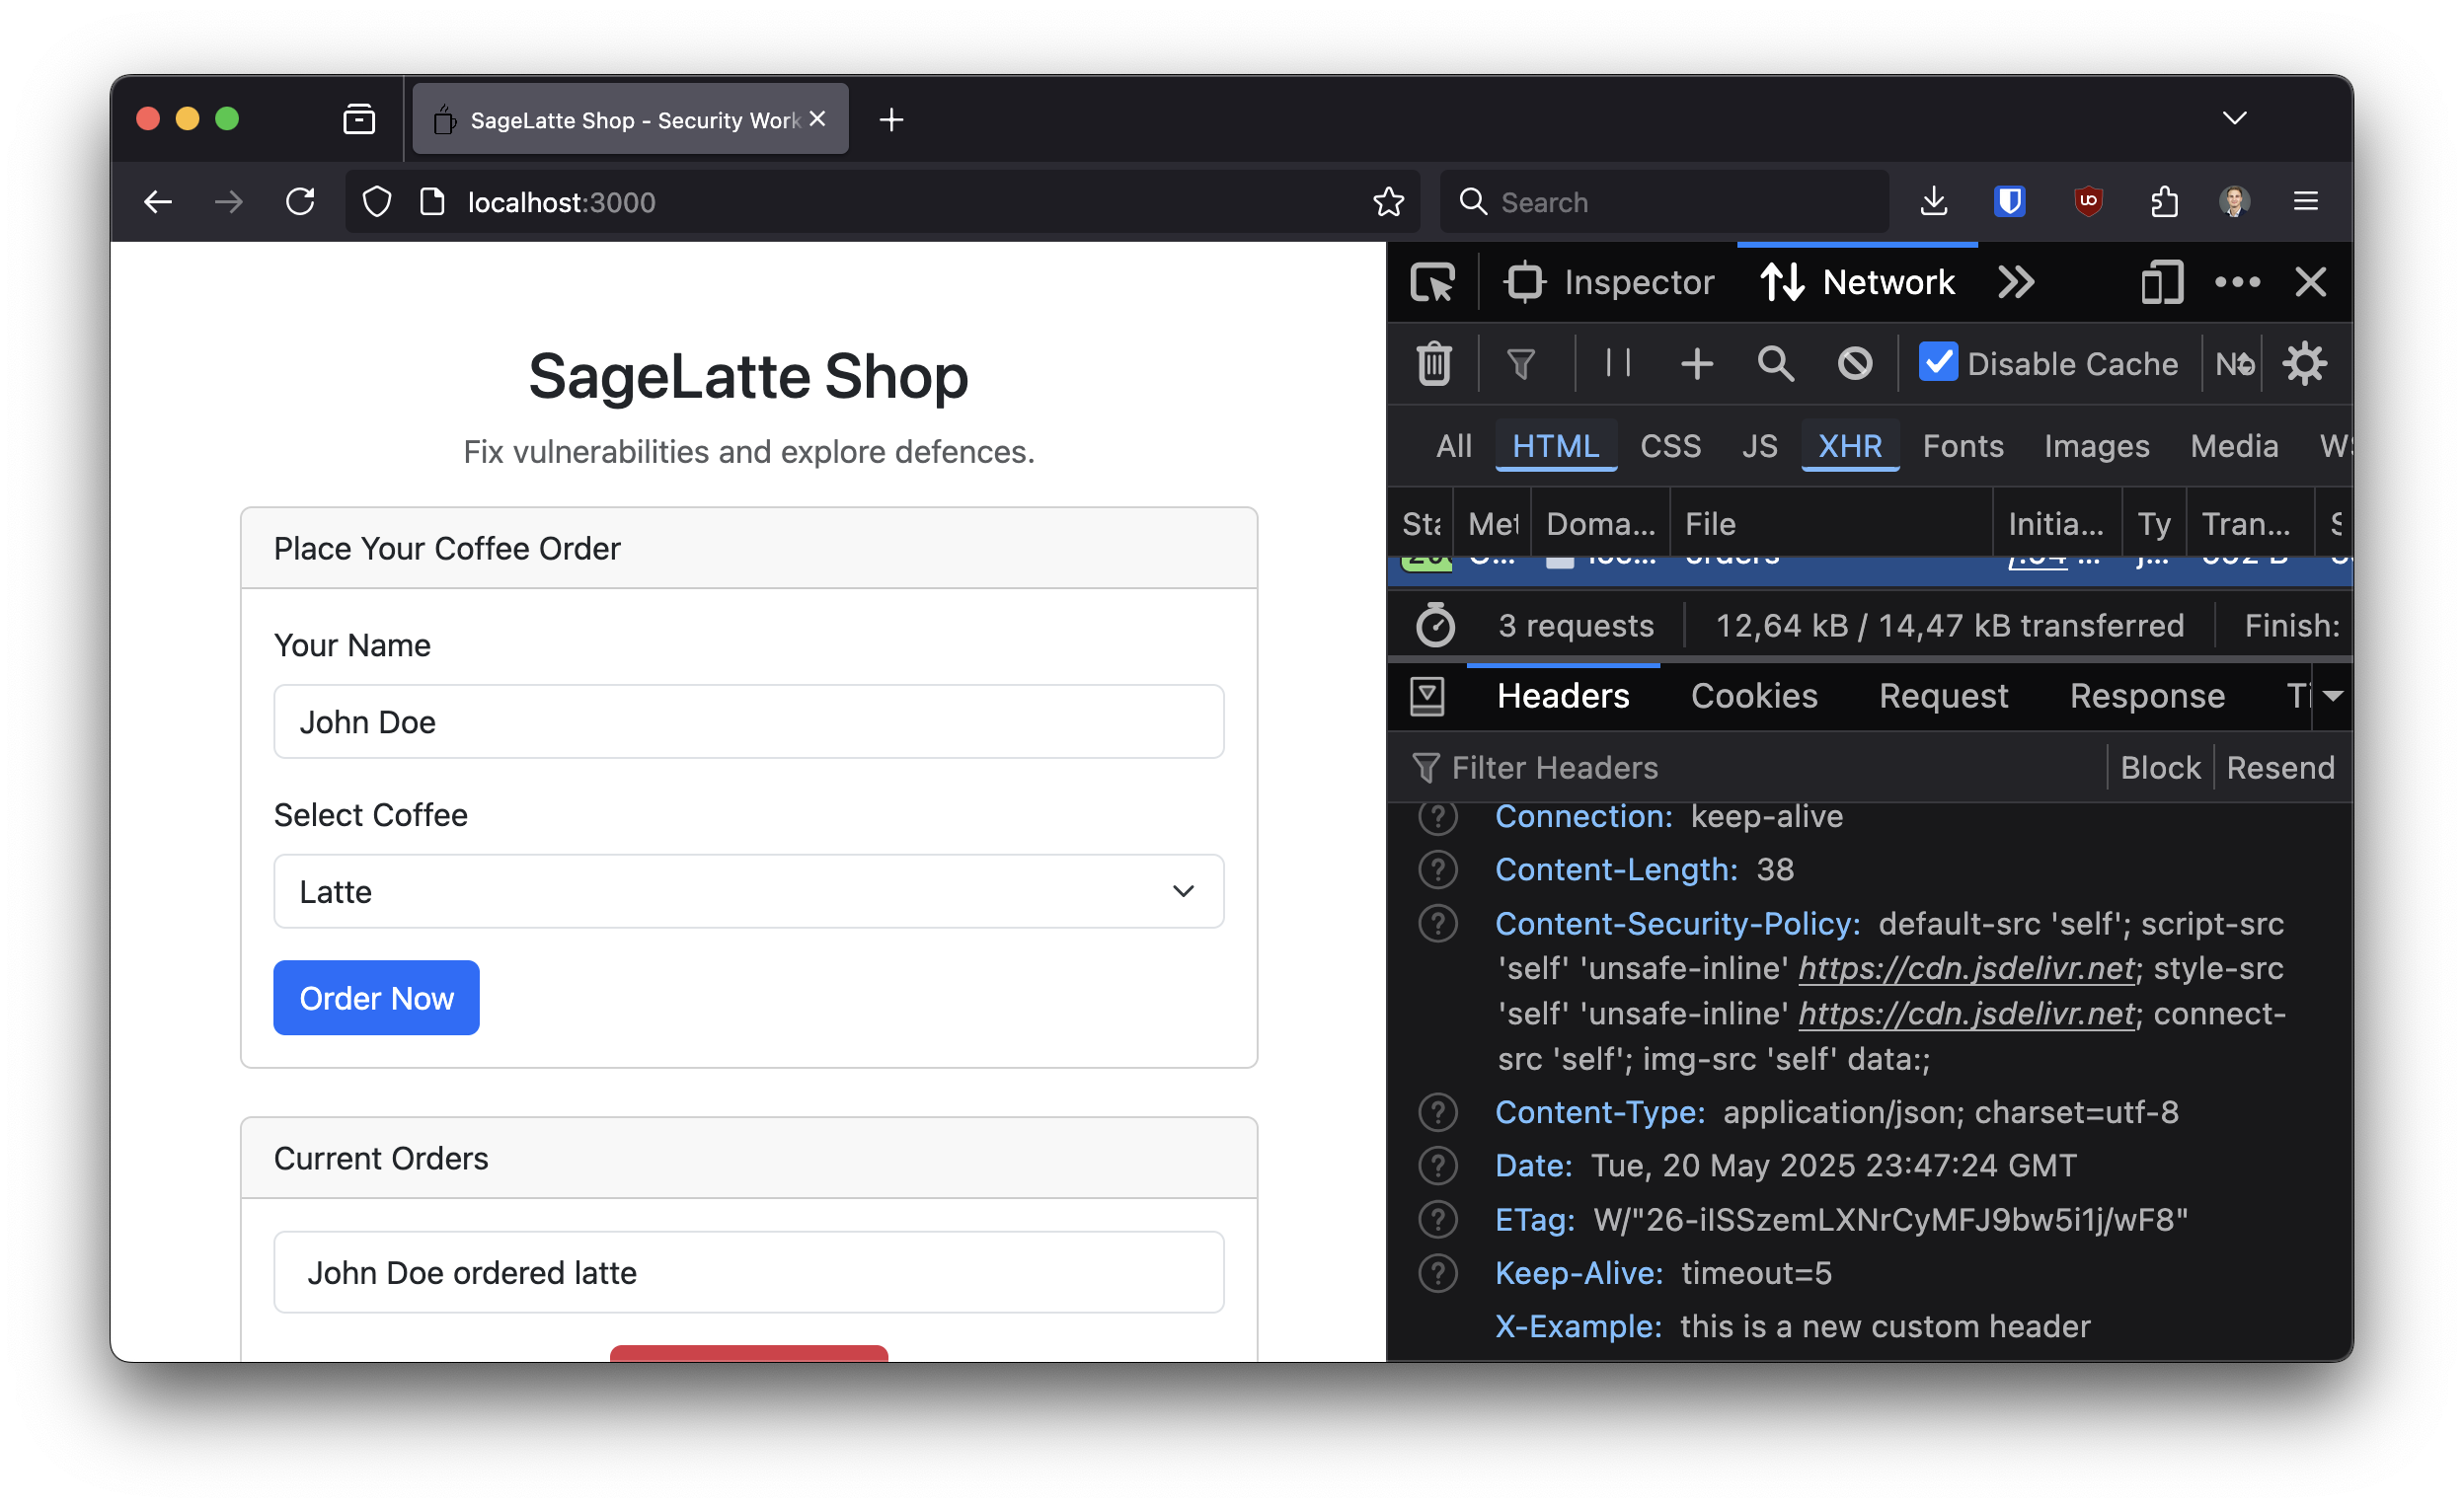 SageLatte Shop - Security Work
localhost:3000
Search
SageLatte Shop
Fix vulnerabilities and explore defences.
Place Your Coffee Order
Your Name
John Doe
Select Coffee
Latte
Order Now
Current Orders
John Doe ordered latte
Inspector
Network
Disable Cache
All HTML CSS JS XHR Fonts Images Media
Doma... File Initia... Ty Tran...
orders
3 requests 12,64 kB / 14,47 kB transferred Finish:
Headers Cookies Request Response
Filter Headers Block Resend
Connection: keep-alive
Content-Length: 38
Content-Security-Policy: default-src 'self'; script-src
'self' 'unsafe-inline' https://cdn.jsdelivr.net; style-src
'self' 'unsafe-inline' https://cdn.jsdelivr.net; connect-
src 'self'; img-src 'self' data:;
Content-Type: application/json; charset=utf-8
Date: Tue, 20 May 2025 23:47:24 GMT
ETag: W/"26-iISSzemLXNrCyMFJ9bw5i1j/wF8"
Keep-Alive: timeout=5
X-Example: this is a new custom header